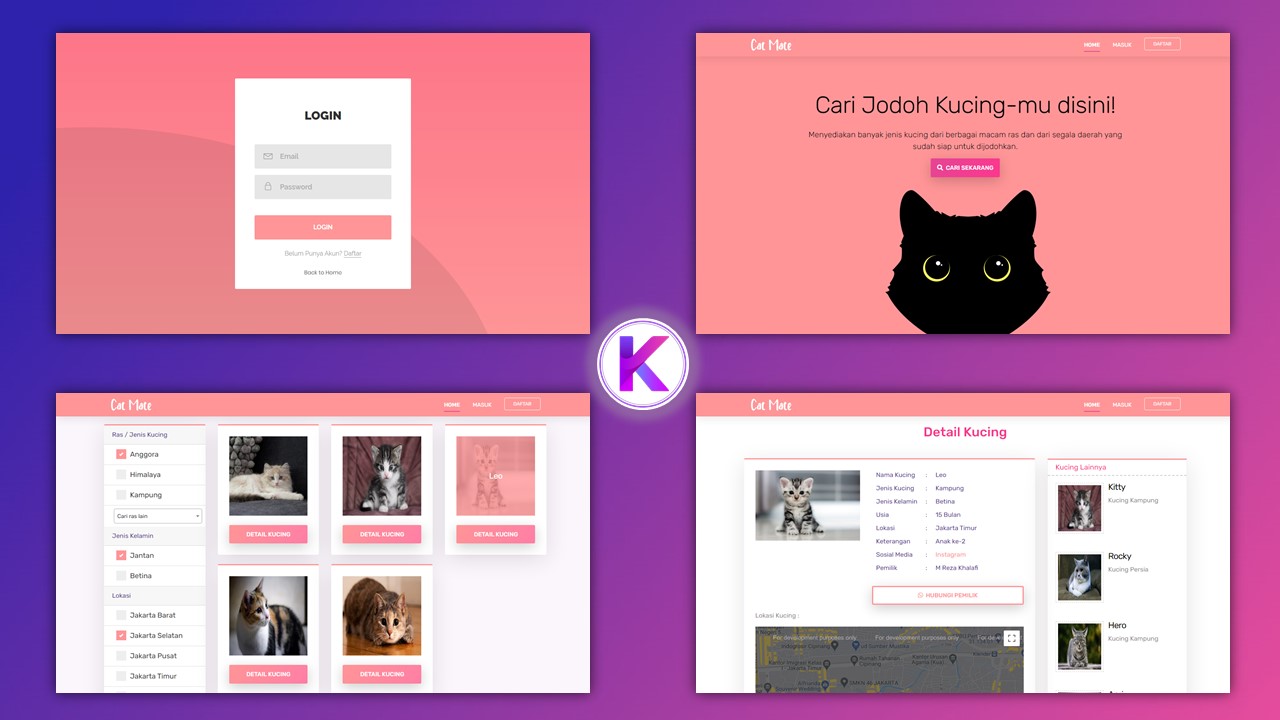 LOGIN
Email
Password
LOGIN
Belum Punya Akun? Daftar
Back to Home
Cat Mate
HOME MASUK DAFTAR
Cari Jodoh Kucing-mu disini!
Menyediakan banyak jenis kucing dari berbagai macam ras dan dari segala daerah yang
sudah siap untuk dijodohkan.
CARI SEKARANG
K
Cat Mate
HOME MASUK DAFTAR
Ras / Jenis Kucing
Anggora
Himalaya
Kampung
Cari ras lain
Jenis Kelamin
Jantan
Betina
Lokasi
Jakarta Barat
Jakarta Selatan
Jakarta Pusat
Jakarta Timur
Leo
DETAIL KUCING
DETAIL KUCING
DETAIL KUCING
DETAIL KUCING
DETAIL KUCING
Cat Mate
HOME MASUK DAFTAR
Detail Kucing
Nama Kucing : Leo
Jenis Kucing : Kampung
Jenis Kelamin : Betina
Usia : 15 Bulan
Lokasi : Jakarta Timur
Keterangan : Anak ke-2
Sosial Media : Instagram
Pemilik : M Reza Khalafi
HUBUNGI PEMILIK
Lokasi Kucing :
For development purposes only
For development purposes only
Kucing Lainnya
Kitty
Kucing Kampung
Rocky
Kucing Persia
Hero
Kucing Kampung